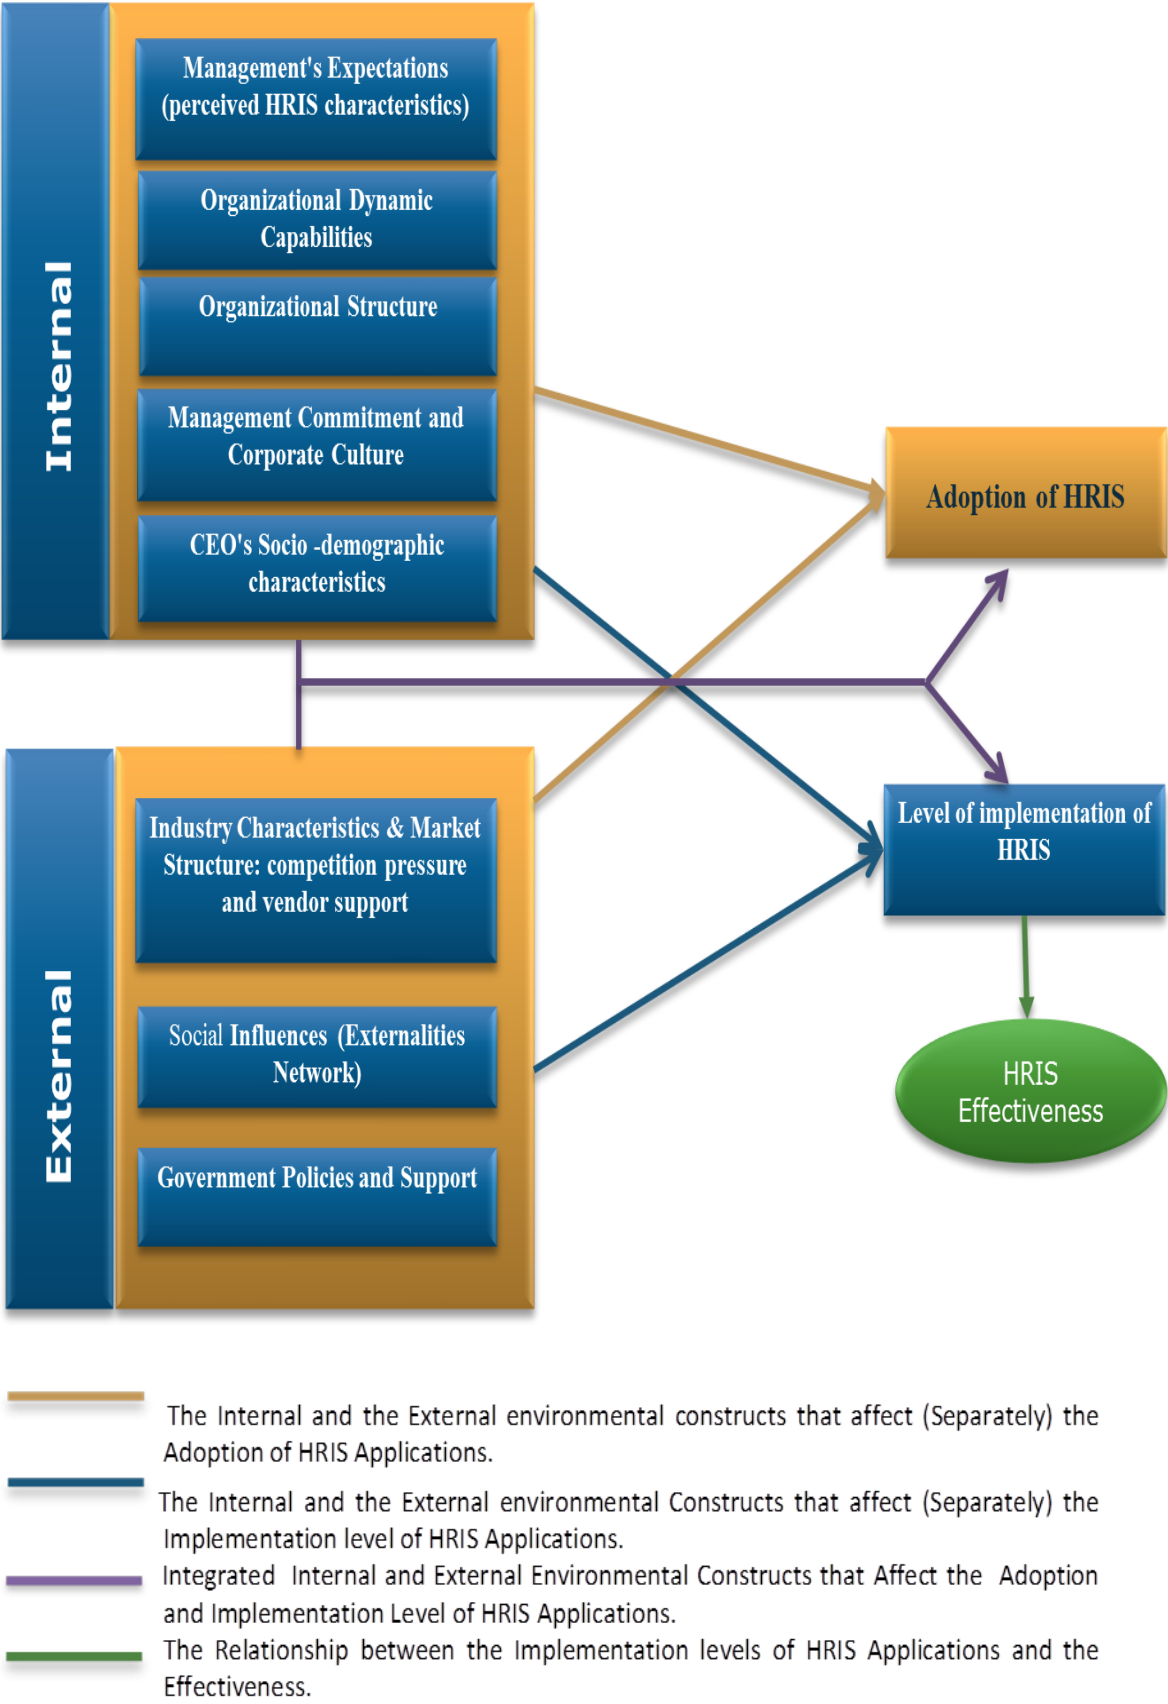 Internal
Management's Expectations
(perceived HRIS characteristics)
Organizational Dynamic
Capabilities
Organizational Structure
Management Commitment and
Corporate Culture
CEO's Socio -demographic
characteristics
Adoption of HRIS
External
Industry Characteristics & Market
Structure: competition pressure
and vendor support
Social Influences (Externalities
Network)
Government Policies and Support
Level of implementation of
HRIS
HRIS
Effectiveness
The Internal and the External environmental constructs that affect (Separately) the
Adoption of HRIS Applications.
The Internal and the External environmental Constructs that affect (Separately) the
Implementation level of HRIS Applications.
Integrated Internal and External Environmental Constructs that Affect the Adoption
and Implementation Level of HRIS Applications.
The Relationship between the Implementation levels of HRIS Applications and the
Effectiveness.